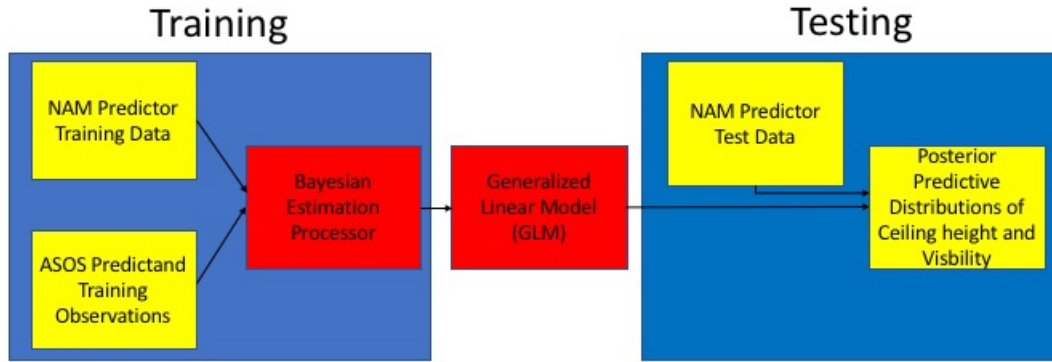 Training
Testing
NAM Predictor
Training Data
ASOS Predictand
Training
Observations
Bayesian
Estimation
Processor
Generalized
Linear Model
(GLM)
NAM Predictor
Test Data
Posterior
Predictive
Distributions of
Ceiling height and
Visbility